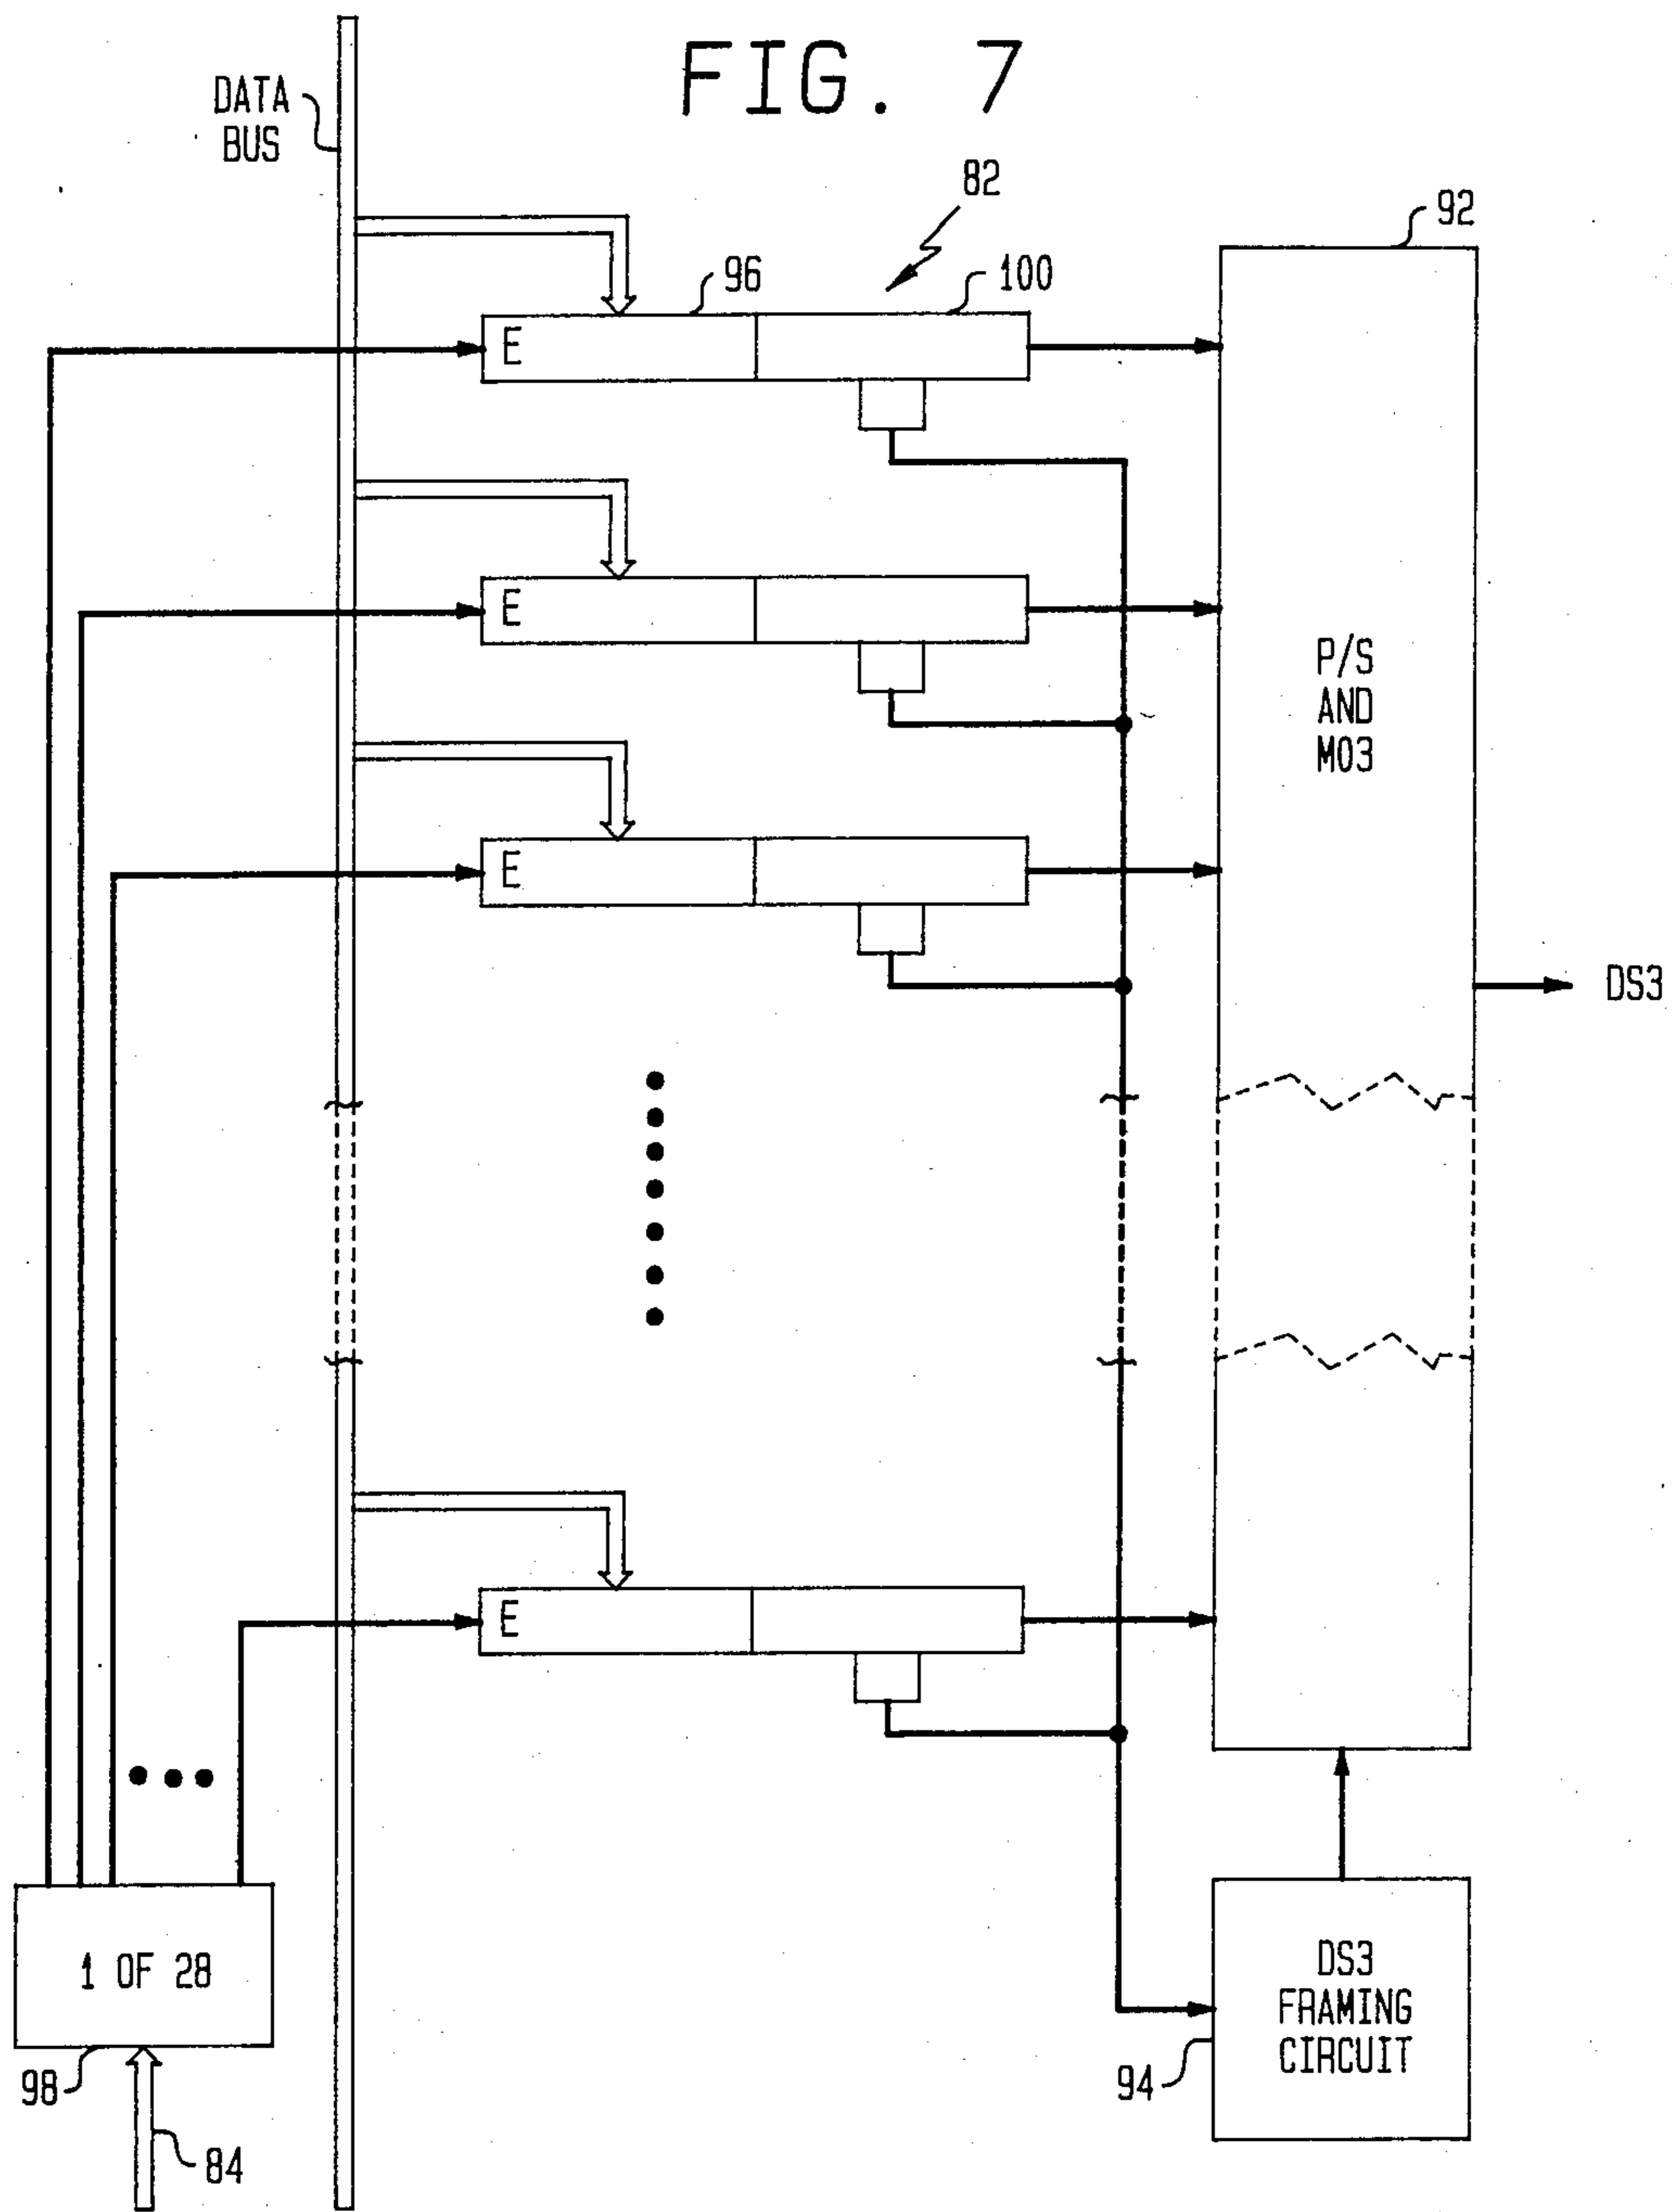 FIG. 7
DATA
BUS
82
92
96
100
E
E
P/S
AND
M03
E
DS3
E
1 OF 28
DS3
FRAMING
CIRCUIT
98
94
84